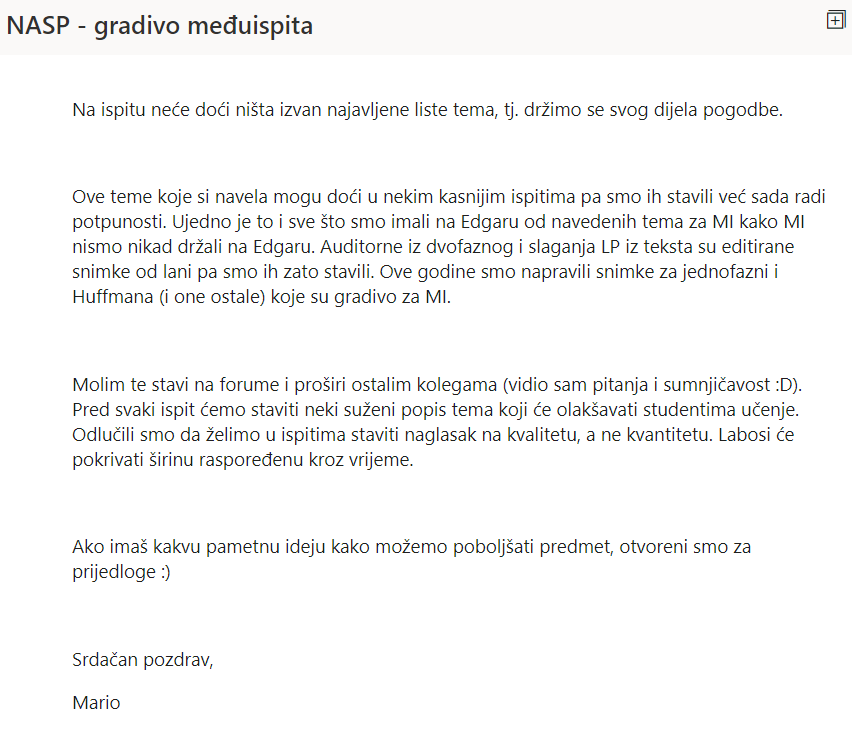 NASP - gradivo međuispita
Na ispitu neće doći ništa izvan najavljene liste tema, tj. držimo se svog dijela pogodbe.
Ove teme koje si navela mogu doći u nekim kasnijim ispitima pa smo ih stavili već sada radi
potpunosti. Ujedno je to i sve što smo imali na Edgaru od navedenih tema za MI kako MI
nismo nikad držali na Edgaru. Auditorne iz dvofaznog i slaganja LP iz teksta su editirane
snimke od lani pa smo ih zato stavili. Ove godine smo napravili snimke za jednofazni i
Huffmana (i one ostale) koje su gradivo za MI.
Molim te stavi na forume i proširi ostalim kolegama (vidio sam pitanja i sumnjičavost :D).
Pred svaki ispit ćemo staviti neki suženi popis tema koji će olakšavati studentima učenje.
Odlučili smo da želimo u ispitima staviti naglasak na kvalitetu, a ne kvantitetu. Labosi će
pokrivati širinu raspoređenu kroz vrijeme.
Ako imaš kakvu pametnu ideju kako možemo poboljšati predmet, otvoreni smo za
prijedloge :)
Srdačan pozdrav,
Mario